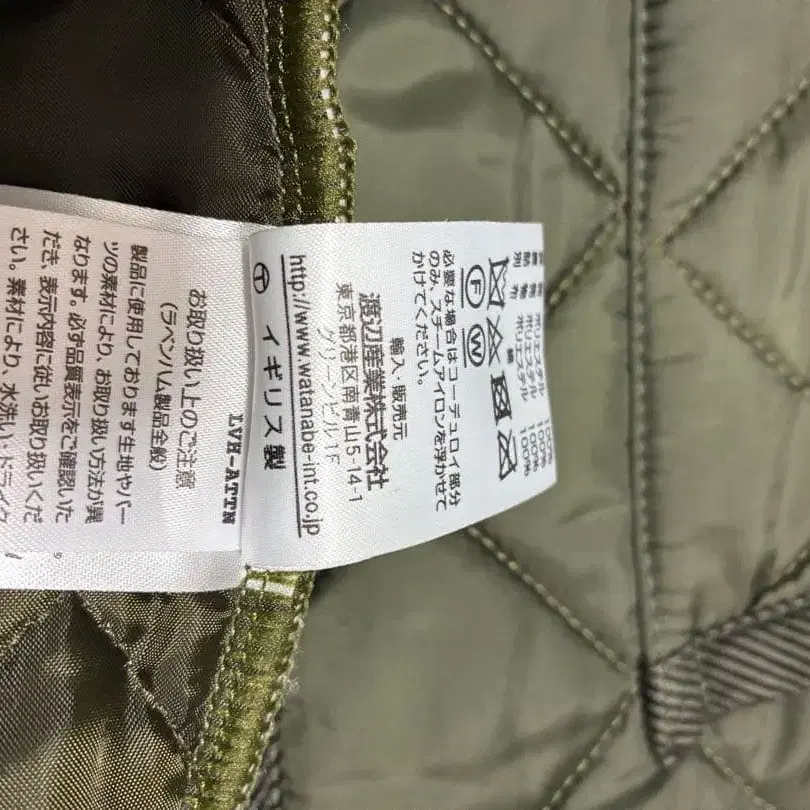 お取り扱い上のご注意
(ラベンハム製品全般)
製品に使用しております生地やパー
ツの素材により、お取り扱い方法が異
なります。必ず品質表示をご確認いた
だき、表示内容に従いお取り扱いくだ
さい。素材により、水洗い・ドライク
LVH-ATTN
ポリエステル 100%
ポリエステル 100%
ポリエステル 100%
綿 100%
F W
必要な場合はコーデュロイ部分
のみ、スチームアイロンを浮かせて
かけてください。
輸入・販売元
渡辺産業株式会社
東京都港区南青山5-14-1
グリーンビル1F
http://www.watanabe-int.co.jp
イギリス製